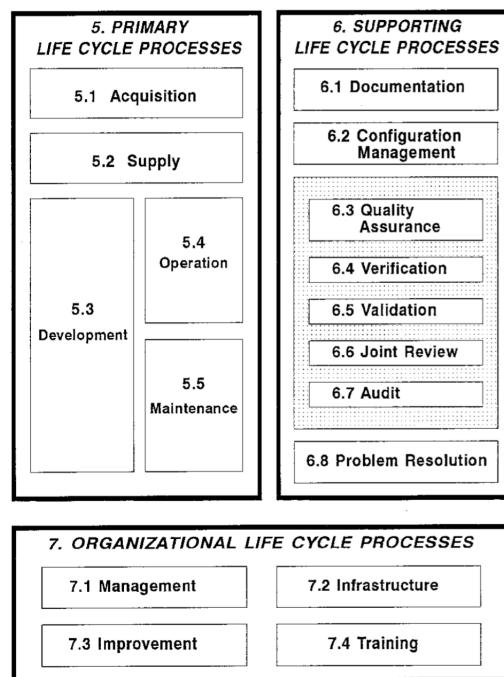 5. PRIMARY
LIFE CYCLE PROCESSES
5.1 Acquisition
5.2 Supply
5.3
Development
5.4
Operation
5.5
Maintenance
6. SUPPORTING
LIFE CYCLE PROCESSES
6.1 Documentation
6.2 Configuration
Management
6.3 Quality
Assurance
6.4 Verification
6.5 Validation
6.6 Joint Review
6.7 Audit
6.8 Problem Resolution
7. ORGANIZATIONAL LIFE CYCLE PROCESSES
7.1 Management
7.2 Infrastructure
7.3 Improvement
7.4 Training